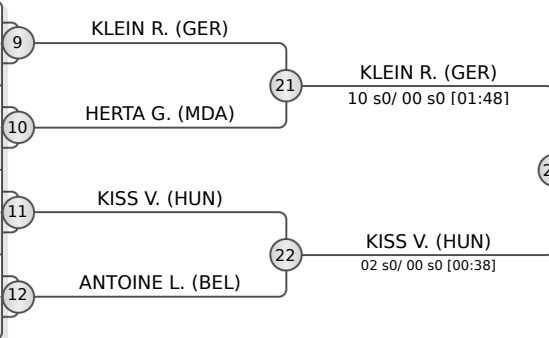 KLEIN R. (GER)
9
21
KLEIN R. (GER)
10 s0/ 00 s0 [01:48]
HERTA G. (MDA)
10
KISS V. (HUN)
11
22
KISS V. (HUN)
02 s0/ 00 s0 [00:38]
ANTOINE L. (BEL)
12